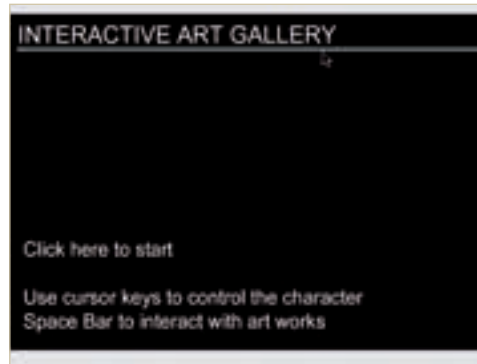 INTERACTIVE ART GALLERY
Click here to start
Use cursor keys to control the character
Space Bar to interact with art works